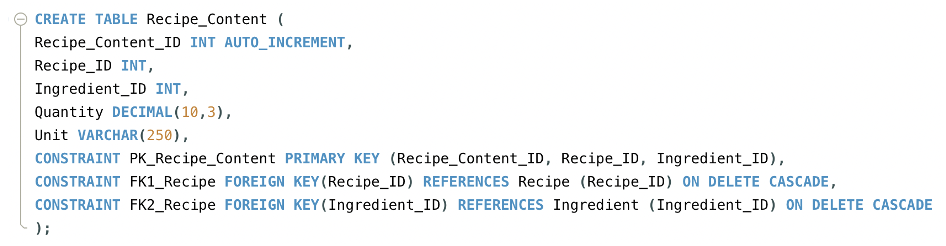 CREATE TABLE Recipe_Content (
Recipe_Content_ID INT AUTO_INCREMENT,
Recipe_ID INT,
Ingredient_ID INT,
Quantity DECIMAL(10,3),
Unit VARCHAR(250),
CONSTRAINT PK_Recipe_Content PRIMARY KEY (Recipe_Content_ID, Recipe_ID, Ingredient_ID),
CONSTRAINT FK1_Recipe FOREIGN KEY(Recipe_ID) REFERENCES Recipe (Recipe_ID) ON DELETE CASCADE,
CONSTRAINT FK2_Recipe FOREIGN KEY(Ingredient_ID) REFERENCES Ingredient (Ingredient_ID) ON DELETE CASCADE
);